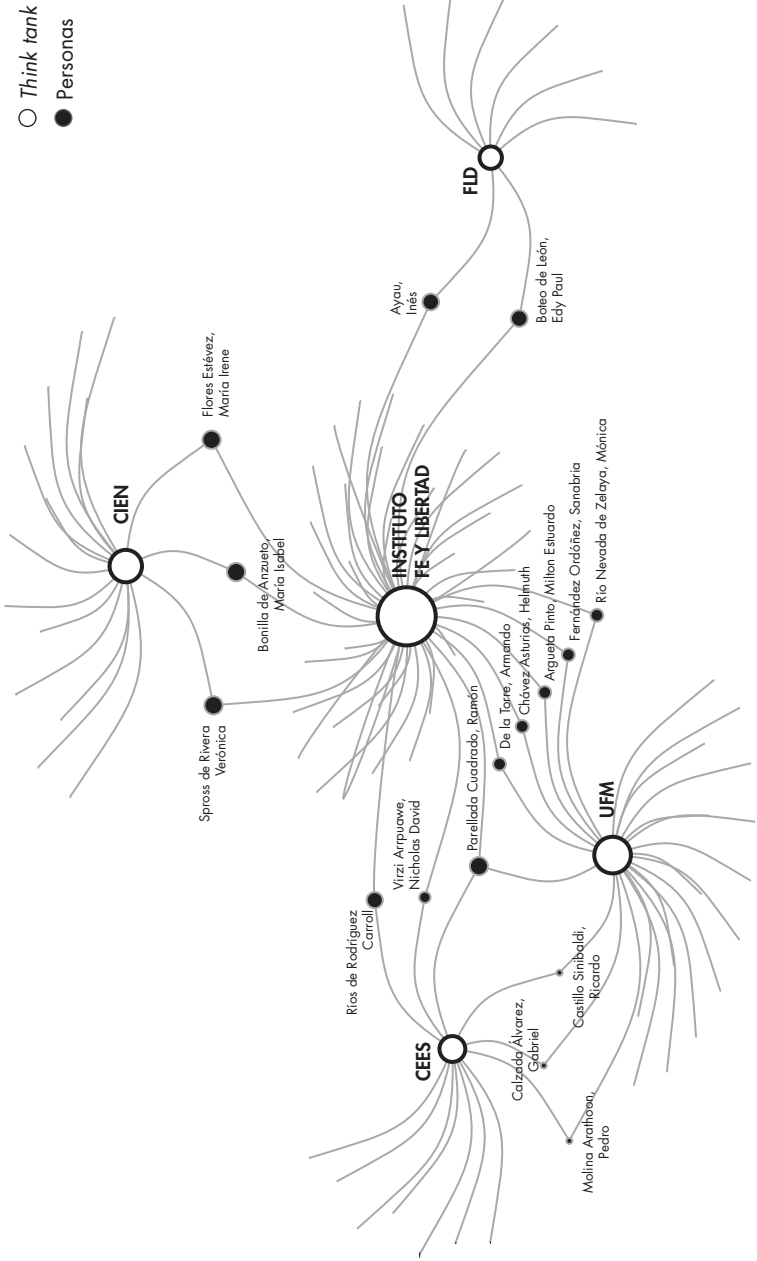 Think tank
Personas
CIEN
Flores Estévez,
María Irene
Bonilla de Anzueto,
María Isabel
Spross de Rivera
Verónica
FLD
Ayau,
Inés
Boteo de León,
Edy Paul
INSTITUTO
FE Y LIBERTAD
Ríos de Rodríguez
Carroll
Virzi Arrpuawe,
Nicholas David
Parellada Cuadrado, Ramón
De la Torre, Armando
Chávez Asturias, Helmuth
Argueta Pinto, Milton Estuardo
Fernández Ordóñez, Sanabria
Río Nevada de Zelaya, Mónica
CEES
UFM
Castillo Sinibaldi,
Ricardo
Calzada Álvarez,
Gabriel
Molina Arathoon,
Pedro